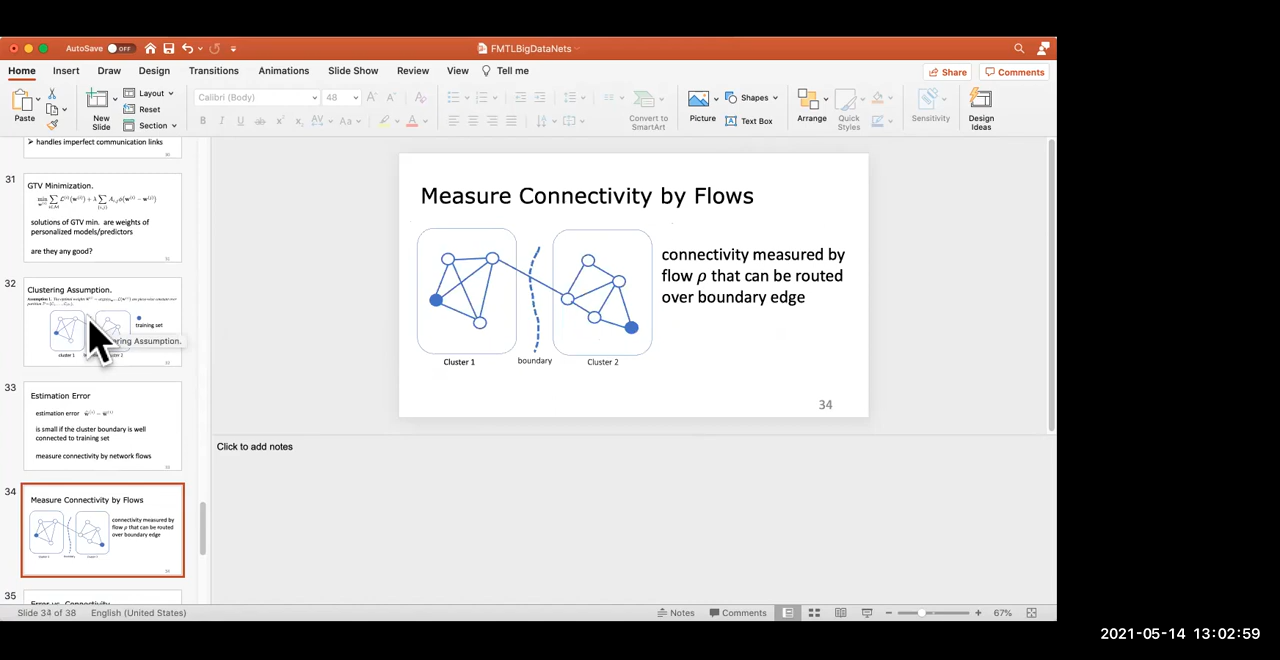 AutoSave OFF
FMTLBigDataNets
Home Insert Draw Design Transitions Animations Slide Show Review View Tell me
Share Comments
Paste
New Slide
Layout
Reset
Section
Calibri (Body) 48
Convert to SmartArt
Picture
Shapes
Text Box
Arrange
Quick Styles
Sensitivity
Design Ideas
➢ handles imperfect communication links
30
31
GTV Minimization.
solutions of GTV min. are weights of
personalized models/predictors
are they any good?
32
Clustering Assumption.
training set
cluster 1
Clustering Assumption.
33
Estimation Error
estimation error
is small if the cluster boundary is well
connected to training set
measure connectivity by network flows
34
Measure Connectivity by Flows
connectivity measured by
flow ρ that can be routed
over boundary edge
35
Measure Connectivity by Flows
connectivity measured by
flow ρ that can be routed
over boundary edge
Cluster 1
boundary
Cluster 2
34
Click to add notes
Slide 34 of 38 English (United States)
Notes Comments 67%
2021-05-14 13:02:59